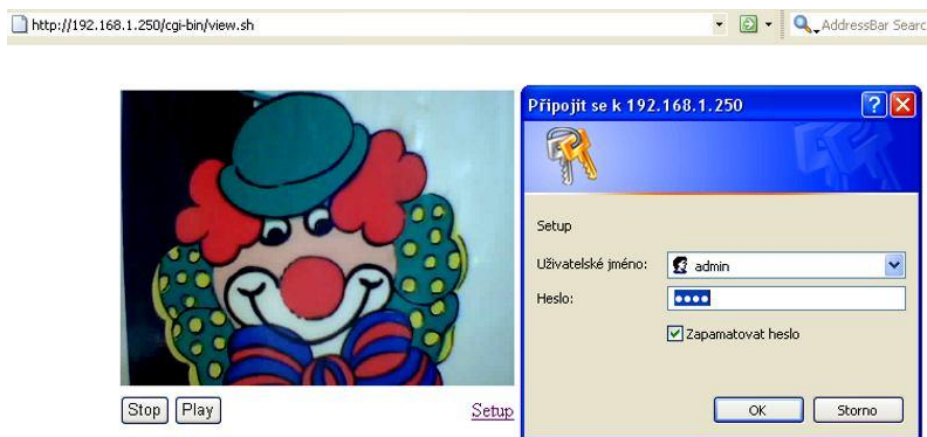 http://192.168.1.250/cgi-bin/view.sh
AddressBar Searc
Připojit se k 192.168.1.250
Setup
Uživatelské jméno: admin
Heslo: ••••
Zapamatovat heslo
OK Storno
Stop Play Setup